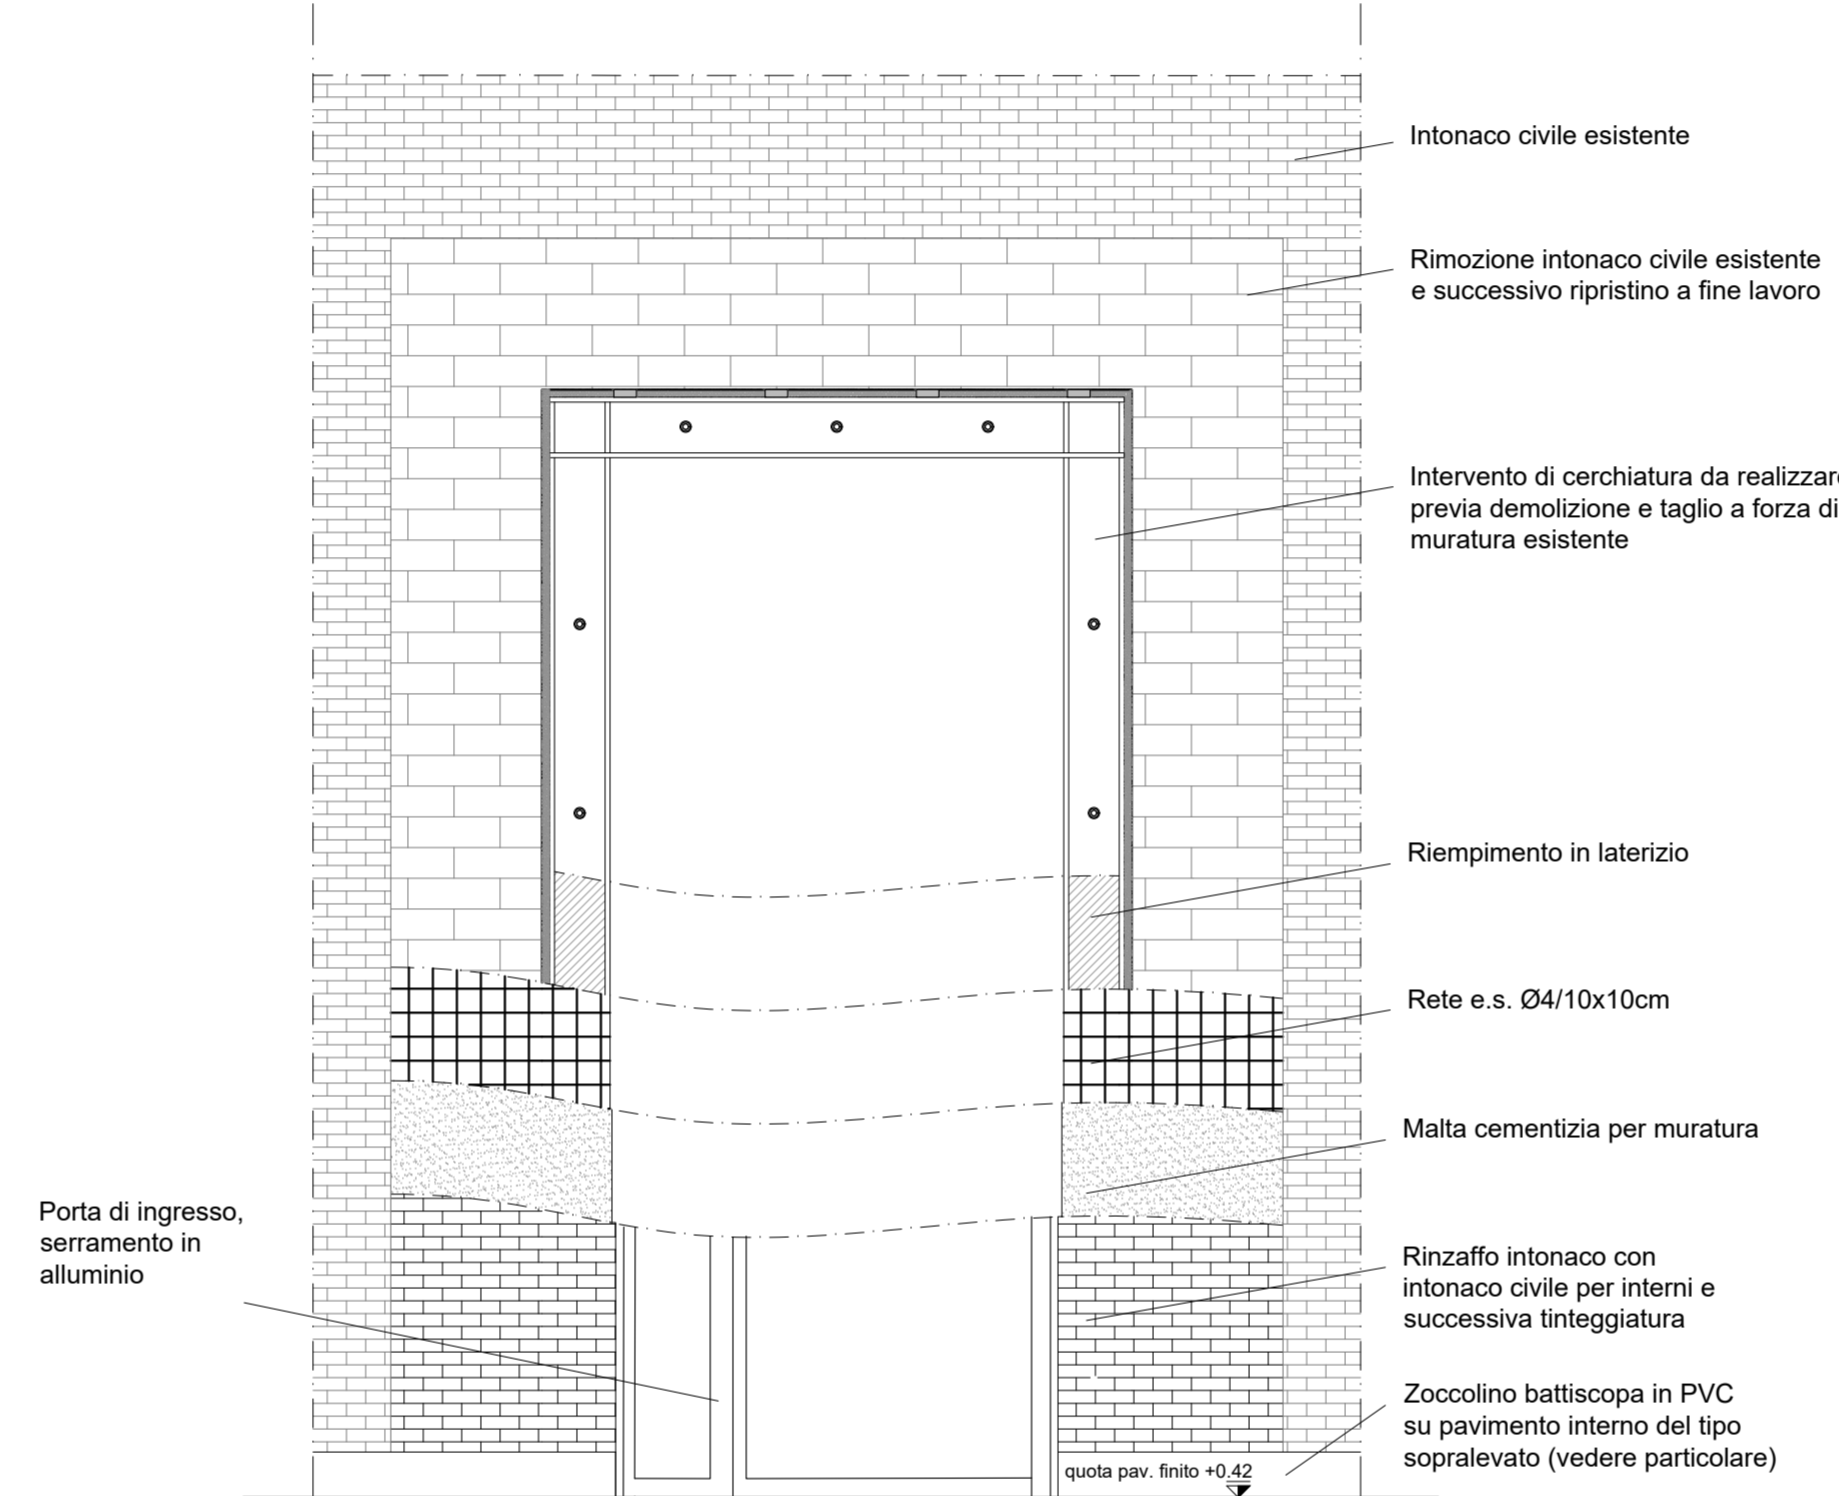 Intonaco civile esistente
Rimozione intonaco civile esistente
e successivo ripristino a fine lavoro
Intervento di cerchiatura da realizzare
previa demolizione e taglio a forza di
muratura esistente
Riempimento in laterizio
Rete e.s. Ø4/10x10cm
Malta cementizia per muratura
Porta di ingresso,
serramento in
alluminio
Rinzaffo intonaco con
intonaco civile per interni e
successiva tinteggiatura
Zoccolino battiscopa in PVC
su pavimento interno del tipo
sopralevato (vedere particolare)
quota pav. finito +0.42